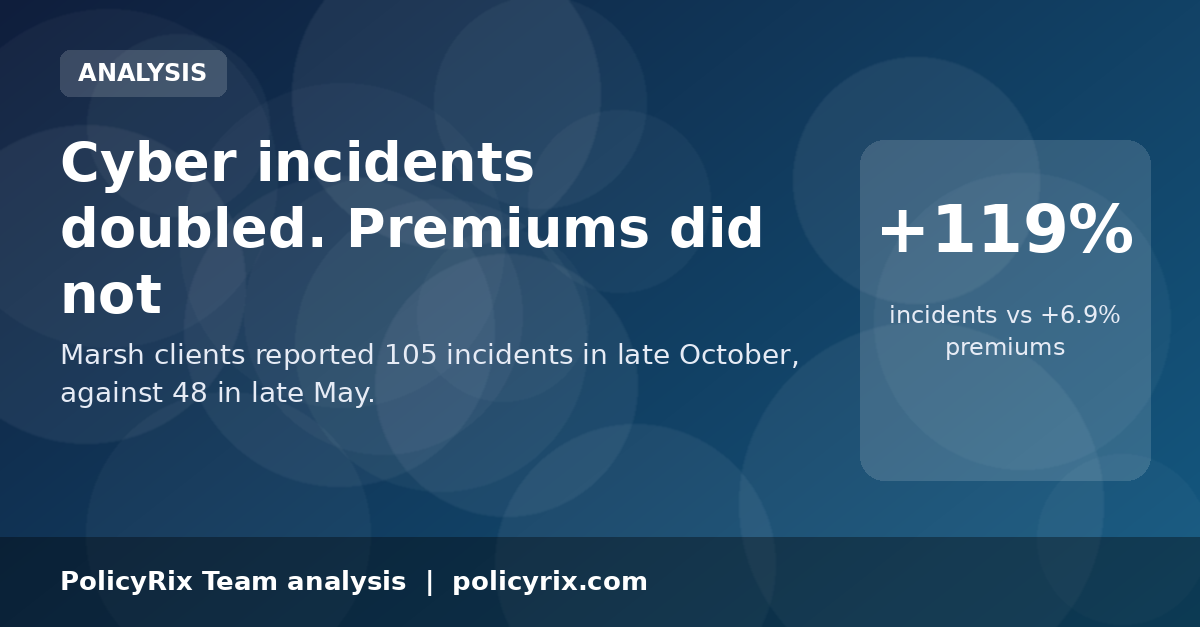 ANALYSIS
Cyber incidents
doubled. Premiums did
not
Marsh clients reported 105 incidents in late October,
against 48 in late May.
+119%
incidents vs +6.9%
premiums
PolicyRix Team analysis | policyrix.com